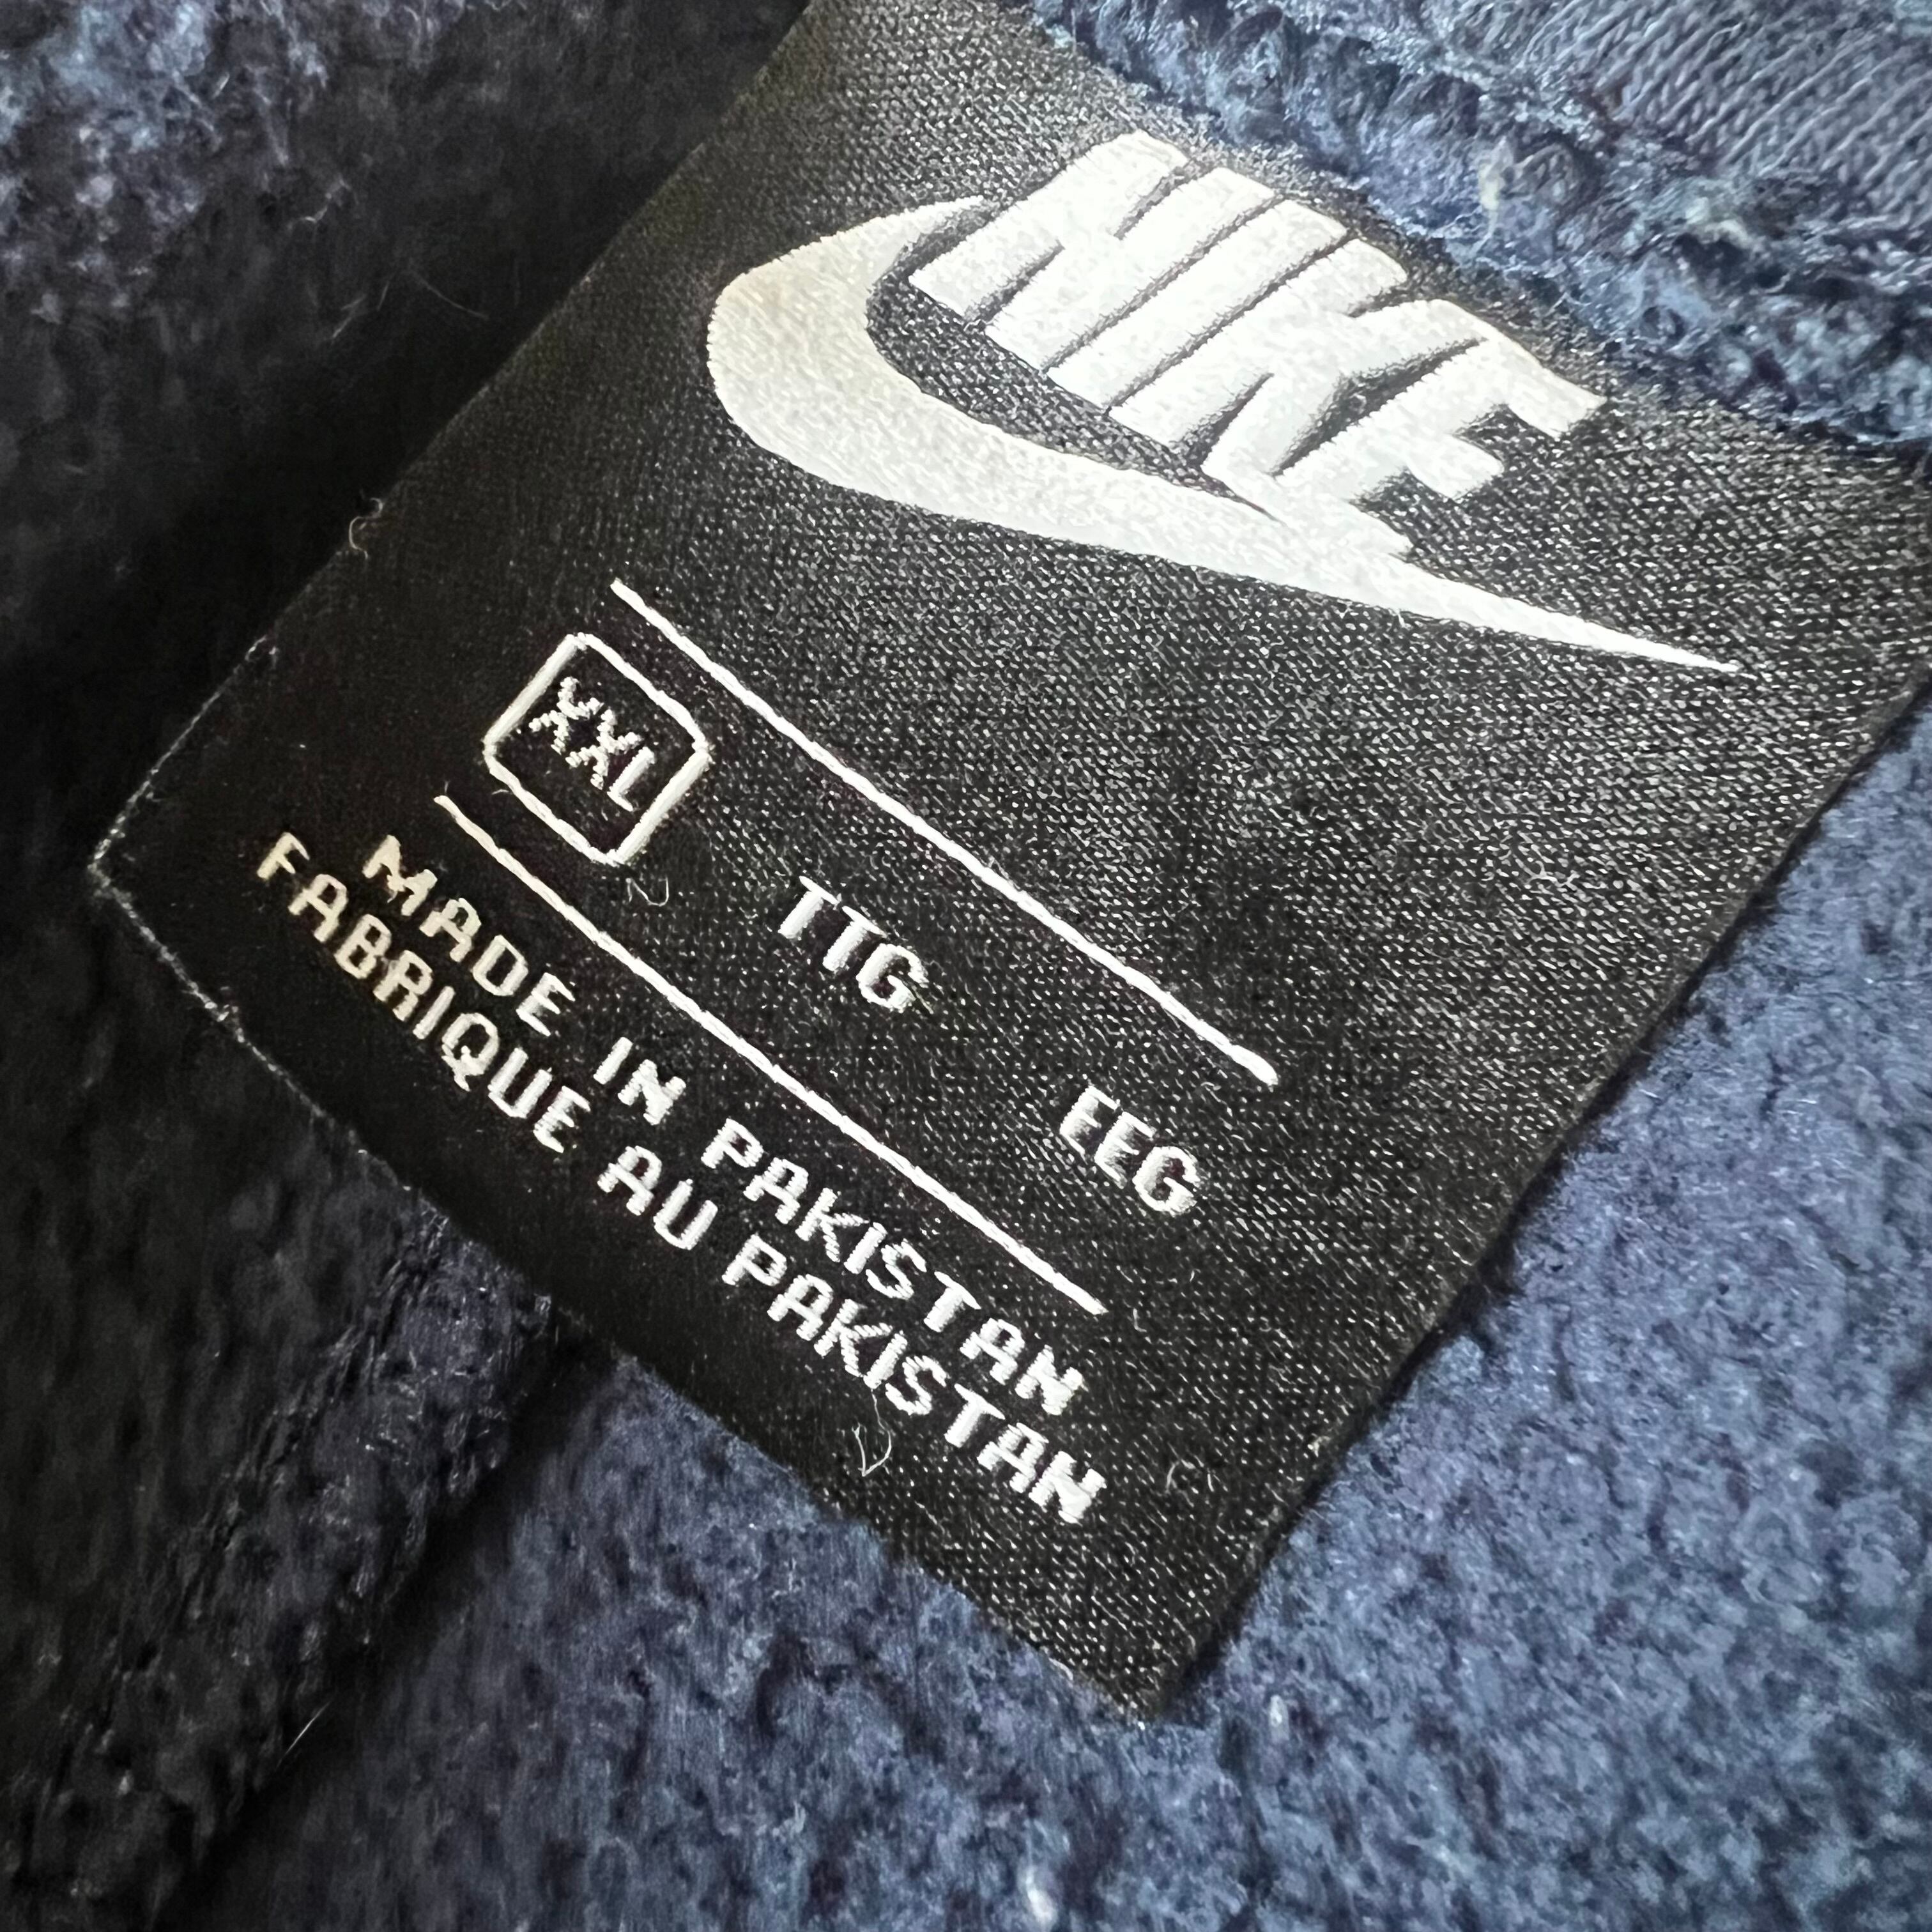 NIKE
XXL TTG EEG
MADE IN PAKISTAN
FABRIQUE AU PAKISTAN